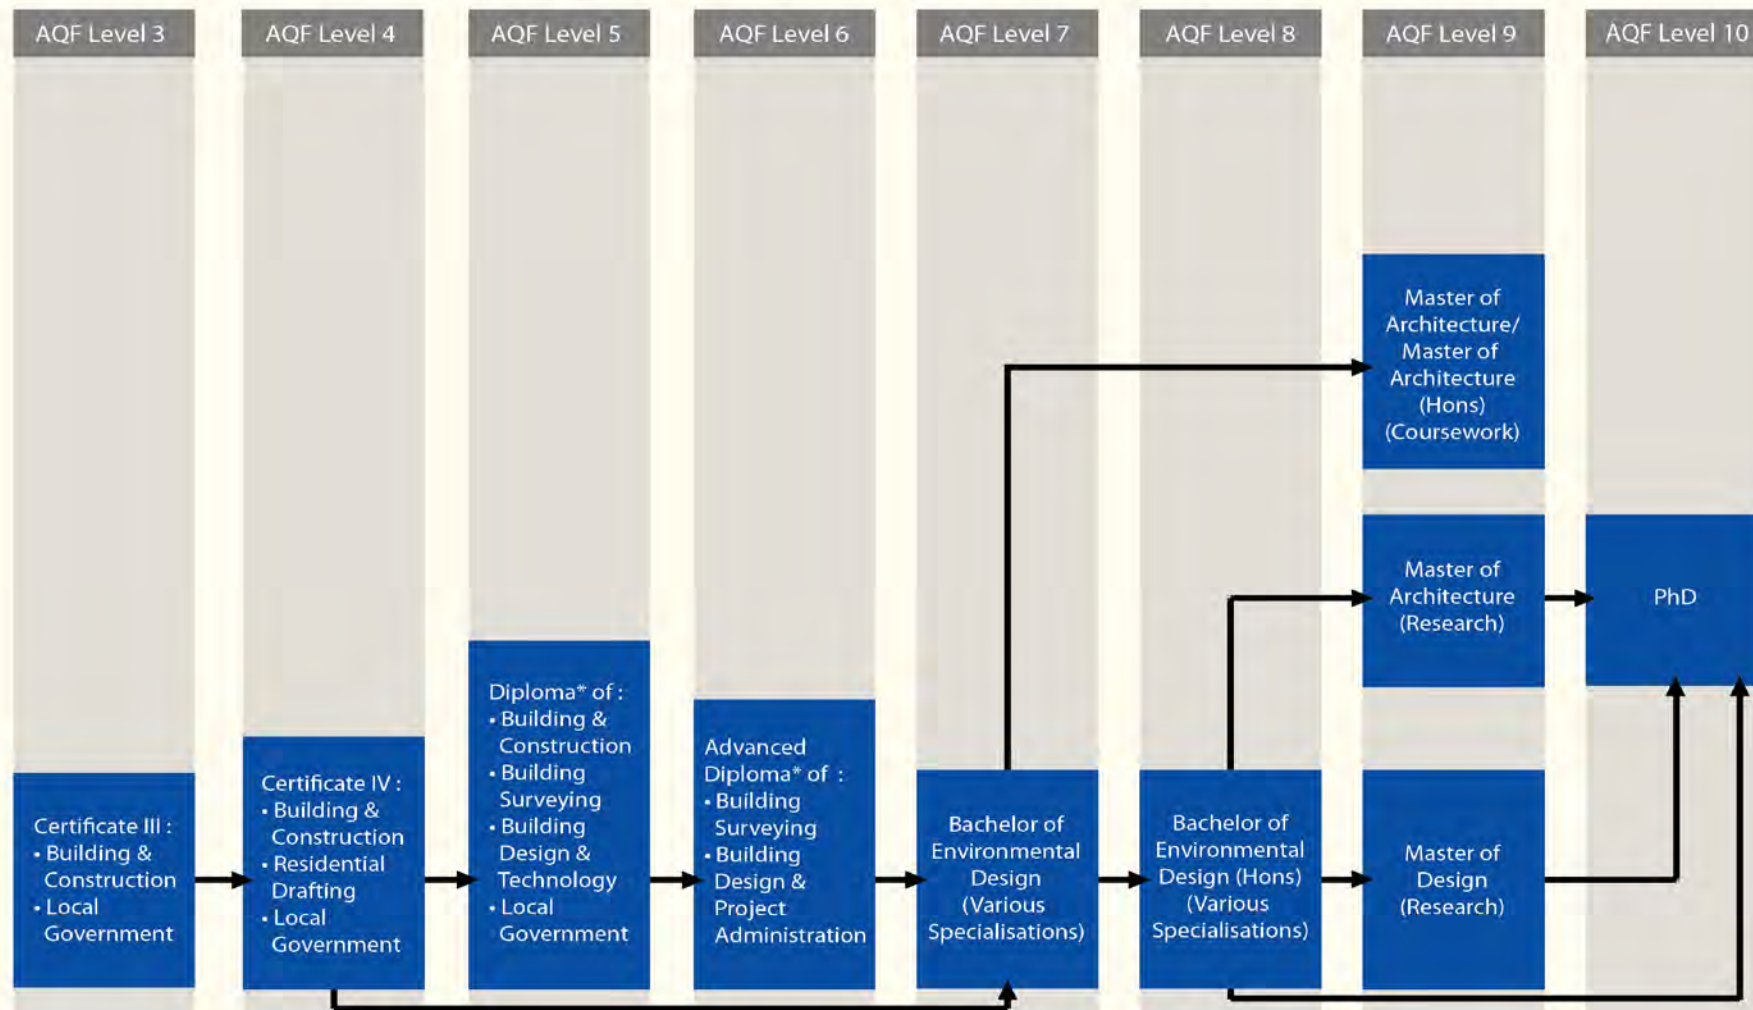 AQF Level 3
AQF Level 4
AQF Level 5
AQF Level 6
AQF Level 7
AQF Level 8
AQF Level 9
AQF Level 10
Certificate III :
• Building &
Construction
• Local
Government
Certificate IV :
• Building &
Construction
• Residential
Drafting
• Local
Government
Diploma* of :
• Building &
Construction
• Building
Surveying
• Building
Design &
Technology
• Local
Government
Advanced
Diploma* of :
• Building
Surveying
• Building
Design &
Project
Administration
Bachelor of
Environmental
Design
(Various
Specialisations)
Bachelor of
Environmental
Design (Hons)
(Various
Specialisations)
Master of
Architecture/
Master of
Architecture
(Hons)
(Coursework)
Master of
Architecture
(Research)
Master of
Design
(Research)
PhD